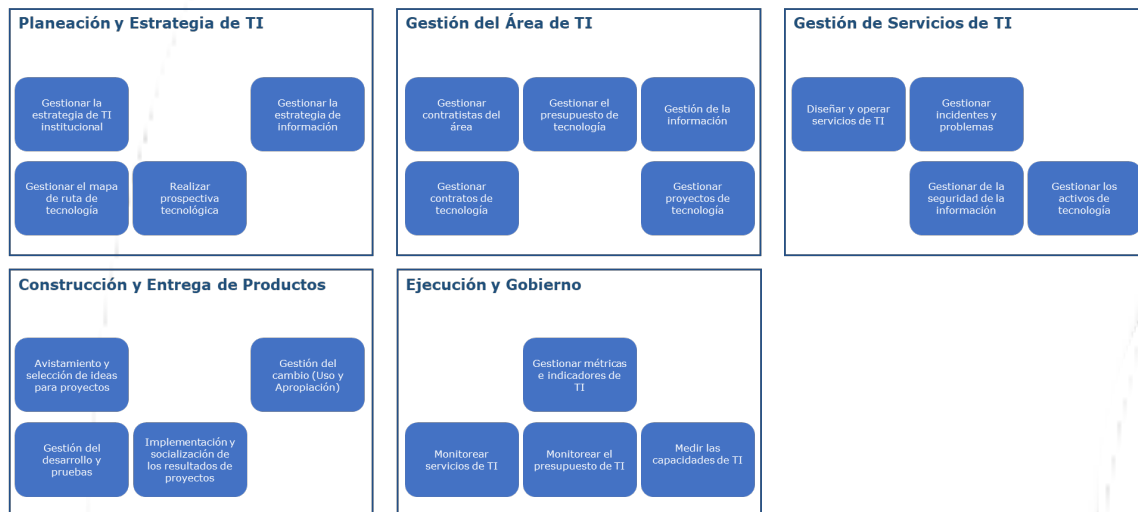 Planeación y Estrategia de TI
Gestionar la
estrategia de TI
institucional
Gestionar la
estrategia de
información
Gestionar el mapa
de ruta de
tecnología
Realizar
prospectiva
tecnológica
Gestión del Área de TI
Gestionar
contratistas del
área
Gestionar el
presupuesto de
tecnología
Gestión de la
información
Gestionar
contratos de
tecnología
Gestionar
proyectos de
tecnología
Gestión de Servicios de TI
Diseñar y operar
servicios de TI
Gestionar
incidentes y
problemas
Gestionar de la
seguridad de la
información
Gestionar los
activos de
tecnología
Construcción y Entrega de Productos
Avistamiento y
selección de ideas
para proyectos
Gestión del
cambio (Uso y
Apropiación)
Gestión del
desarrollo y
pruebas
Implementación y
socialización de
los resultados de
proyectos
Ejecución y Gobierno
Gestionar métricas
e indicadores de
TI
Monitorear
servicios de TI
Monitorear el
presupuesto de TI
Medir las
capacidades de TI